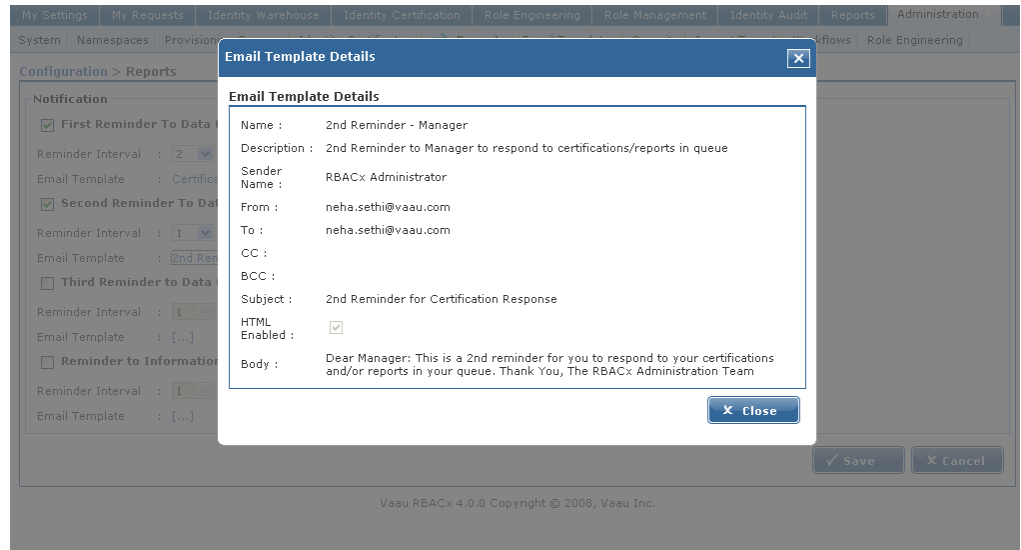 My Settings My Requests Identity Warehouse Identity Certification Role Engineering Role Management Identity Audit Reports Administration
System Namespaces Role Engineering
Email Template Details
Configuration > Reports
Email Template Details
Notification
First Reminder To Data
Name : 2nd Reminder - Manager
Reminder Interval : 2
Description : 2nd Reminder to Manager to respond to certifications/reports in queue
Email Template :
Sender
Name : RBACx Administrator
Second Reminder To
From : neha.sethi@vaau.com
Reminder Interval : 1
To : neha.sethi@vaau.com
Email Template : 2nd
CC :
BCC :
Third Reminder to Data
Subject : 2nd Reminder for Certification Response
Reminder Interval : 1
HTML
Enabled :
Email Template : [...]
Reminder to
Body : Dear Manager: This is a 2nd reminder for you to respond to your certifications
and/or reports in your queue. Thank You, The RBACx Administration Team
Reminder Interval : 1
Email Template : [...]
Close
Save Cancel
Vaau RBACx 4.0.0 Copyright © 2008, Vaau Inc.